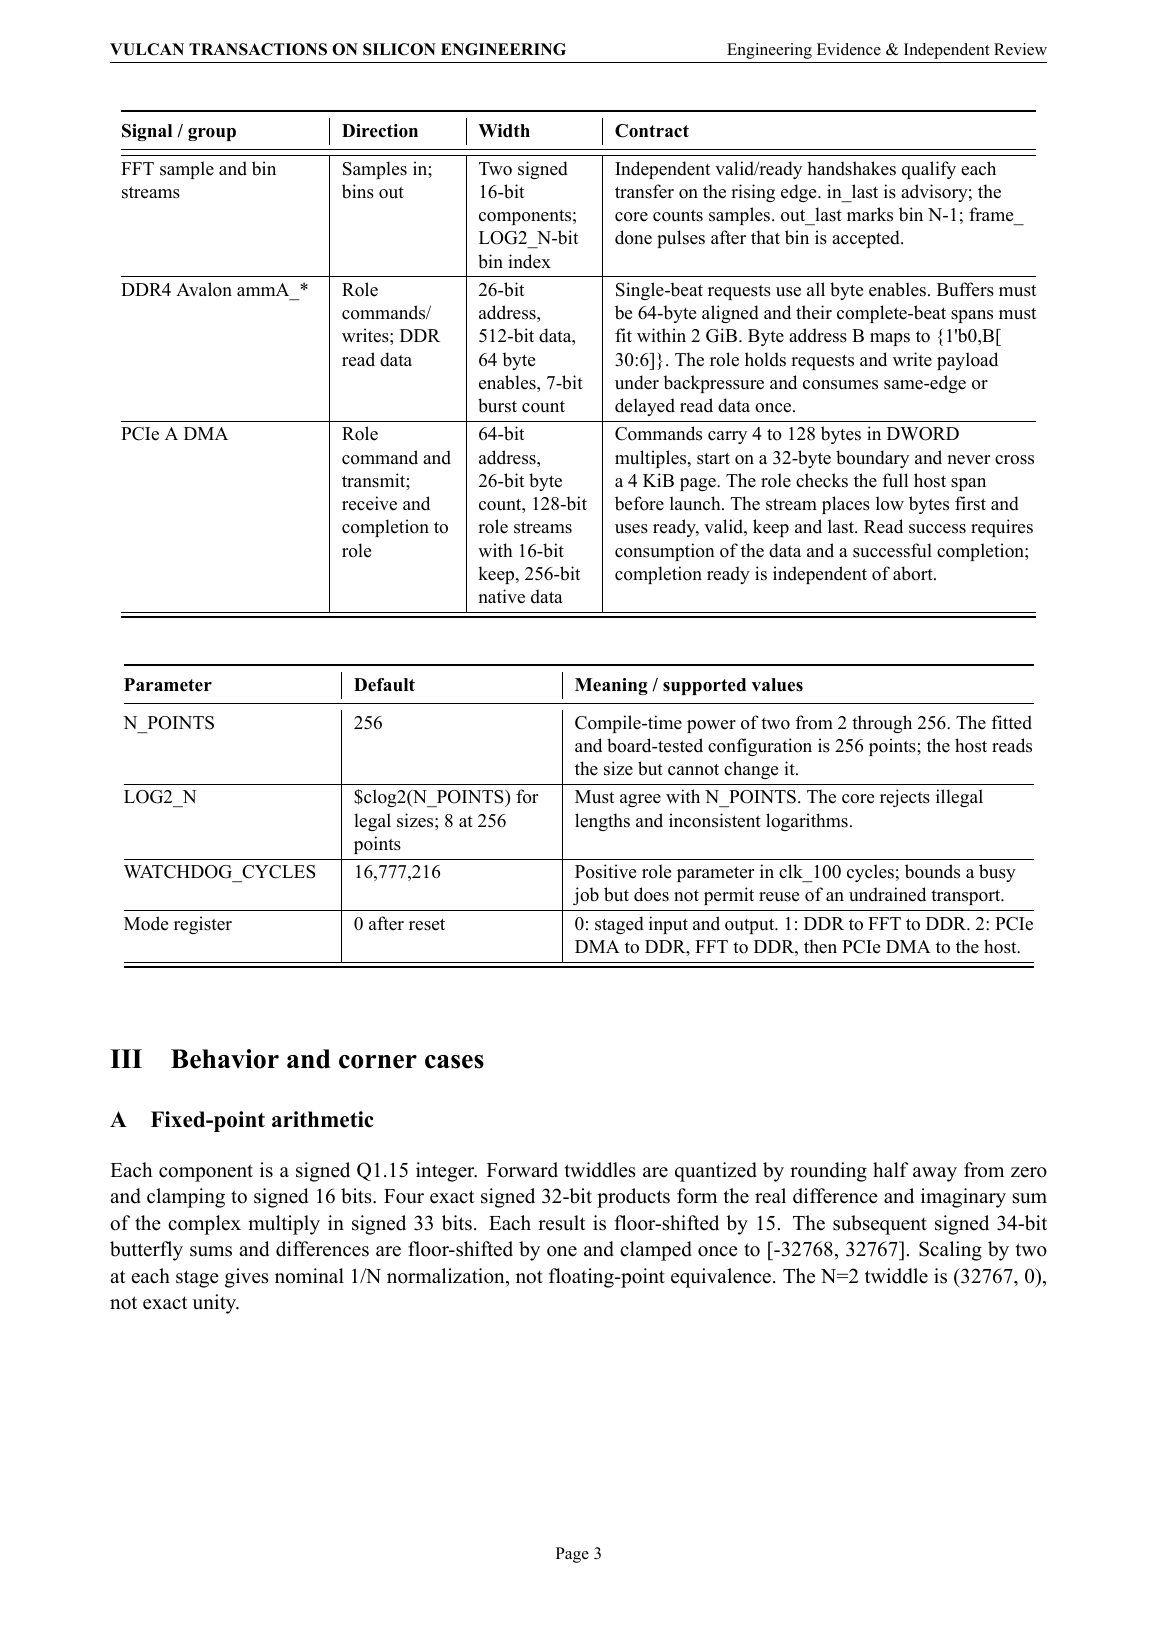 VULCAN TRANSACTIONS ON SILICON ENGINEERING
Engineering Evidence & Independent Review
Signal / group
Direction
Width
Contract
FFT sample and bin
streams
Samples in;
bins out
Two signed
16-bit
components;
LOG2_N-bit
bin index
Independent valid/ready handshakes qualify each
transfer on the rising edge. in_last is advisory; the
core counts samples. out_last marks bin N-1; frame_
done pulses after that bin is accepted.
DDR4 Avalon ammA_*
Role
commands/
writes; DDR
read data
26-bit
address,
512-bit data,
64 byte
enables, 7-bit
burst count
Single-beat requests use all byte enables. Buffers must
be 64-byte aligned and their complete-beat spans must
fit within 2 GiB. Byte address B maps to {1'b0,B[
30:6]}. The role holds requests and write payload
under backpressure and consumes same-edge or
delayed read data once.
PCIe A DMA
Role
command and
transmit;
receive and
completion to
role
64-bit
address,
26-bit byte
count, 128-bit
role streams
with 16-bit
keep, 256-bit
native data
Commands carry 4 to 128 bytes in DWORD
multiples, start on a 32-byte boundary and never cross
a 4 KiB page. The role checks the full host span
before launch. The stream places low bytes first and
uses ready, valid, keep and last. Read success requires
consumption of the data and a successful completion;
completion ready is independent of abort.
Parameter
Default
Meaning / supported values
N_POINTS
256
Compile-time power of two from 2 through 256. The fitted
and board-tested configuration is 256 points; the host reads
the size but cannot change it.
LOG2_N
$clog2(N_POINTS) for
legal sizes; 8 at 256
points
Must agree with N_POINTS. The core rejects illegal
lengths and inconsistent logarithms.
WATCHDOG_CYCLES
16,777,216
Positive role parameter in clk_100 cycles; bounds a busy
job but does not permit reuse of an undrained transport.
Mode register
0 after reset
0: staged input and output. 1: DDR to FFT to DDR. 2: PCIe
DMA to DDR, FFT to DDR, then PCIe DMA to the host.
III Behavior and corner cases
A Fixed-point arithmetic
Each component is a signed Q1.15 integer. Forward twiddles are quantized by rounding half away from zero
and clamping to signed 16 bits. Four exact signed 32-bit products form the real difference and imaginary sum
of the complex multiply in signed 33 bits. Each result is floor-shifted by 15. The subsequent signed 34-bit
butterfly sums and differences are floor-shifted by one and clamped once to [-32768, 32767]. Scaling by two
at each stage gives nominal 1/N normalization, not floating-point equivalence. The N=2 twiddle is (32767, 0),
not exact unity.
Page 3